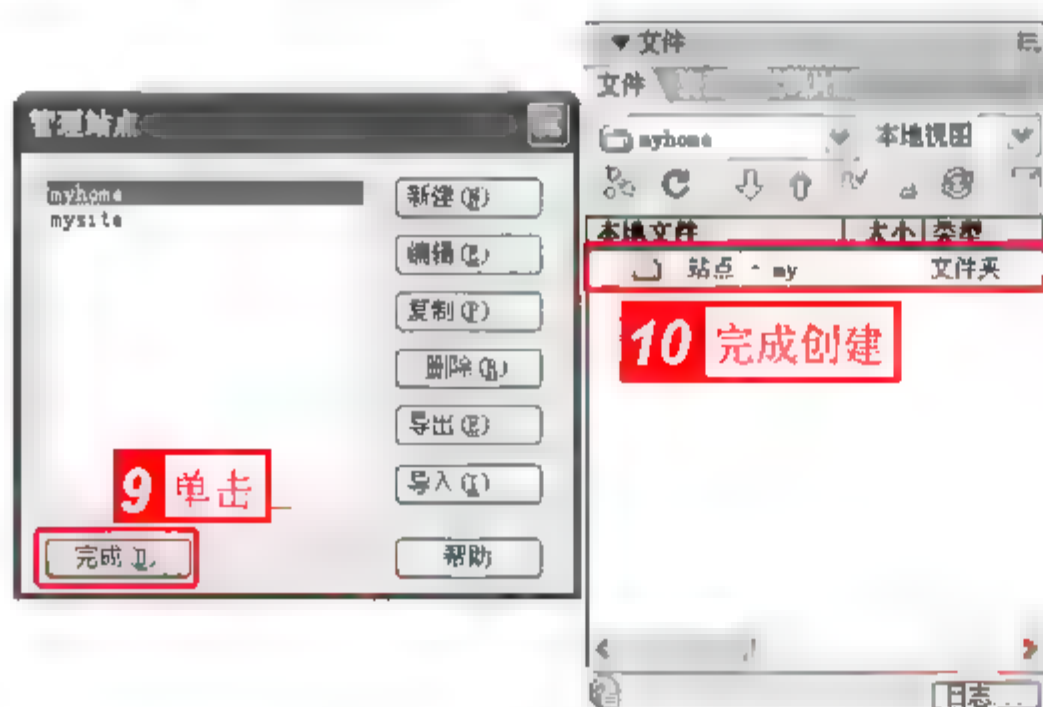 管理站点
myhome
mysite
新建(N)
编辑(E)
复制(P)
删除(R)
导出(E)
导入(I)
9 单击
完成
帮助
文件
文件
myhome
本地视图
本地文件 大小 类型
站点 - my 文件夹
10 完成创建
日志...